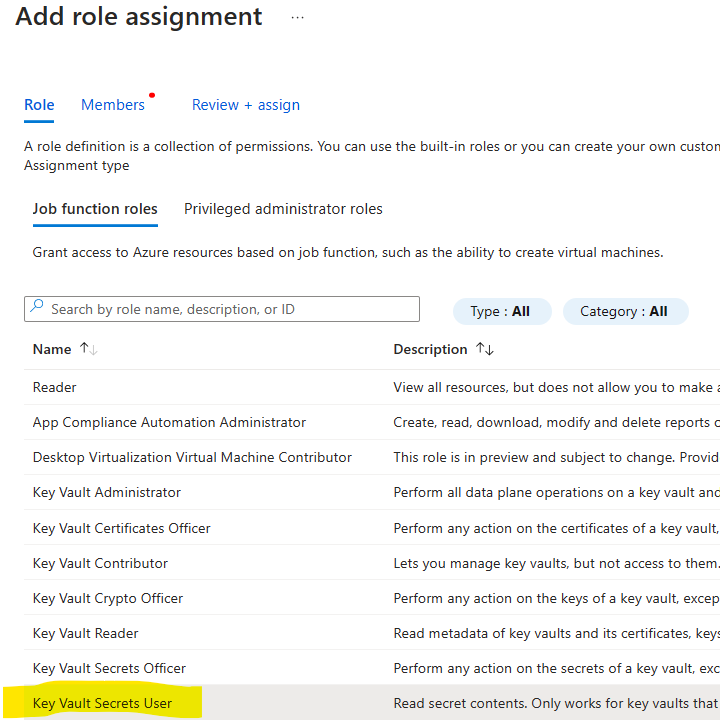 Add role assignment ...
Role Members Review + assign
A role definition is a collection of permissions. You can use the built-in roles or you can create your own custom
Assignment type
Job function roles Privileged administrator roles
Grant access to Azure resources based on job function, such as the ability to create virtual machines.
Search by role name, description, or ID Type : All Category : All
Name ↑↓ Description ↑↓
Reader View all resources, but does not allow you to make a
App Compliance Automation Administrator Create, read, download, modify and delete reports o
Desktop Virtualization Virtual Machine Contributor This role is in preview and subject to change. Provid
Key Vault Administrator Perform all data plane operations on a key vault and
Key Vault Certificates Officer Perform any action on the certificates of a key vault,
Key Vault Contributor Lets you manage key vaults, but not access to them.
Key Vault Crypto Officer Perform any action on the keys of a key vault, excep
Key Vault Reader Read metadata of key vaults and its certificates, keys
Key Vault Secrets Officer Perform any action on the secrets of a key vault, exc
Key Vault Secrets User Read secret contents. Only works for key vaults that